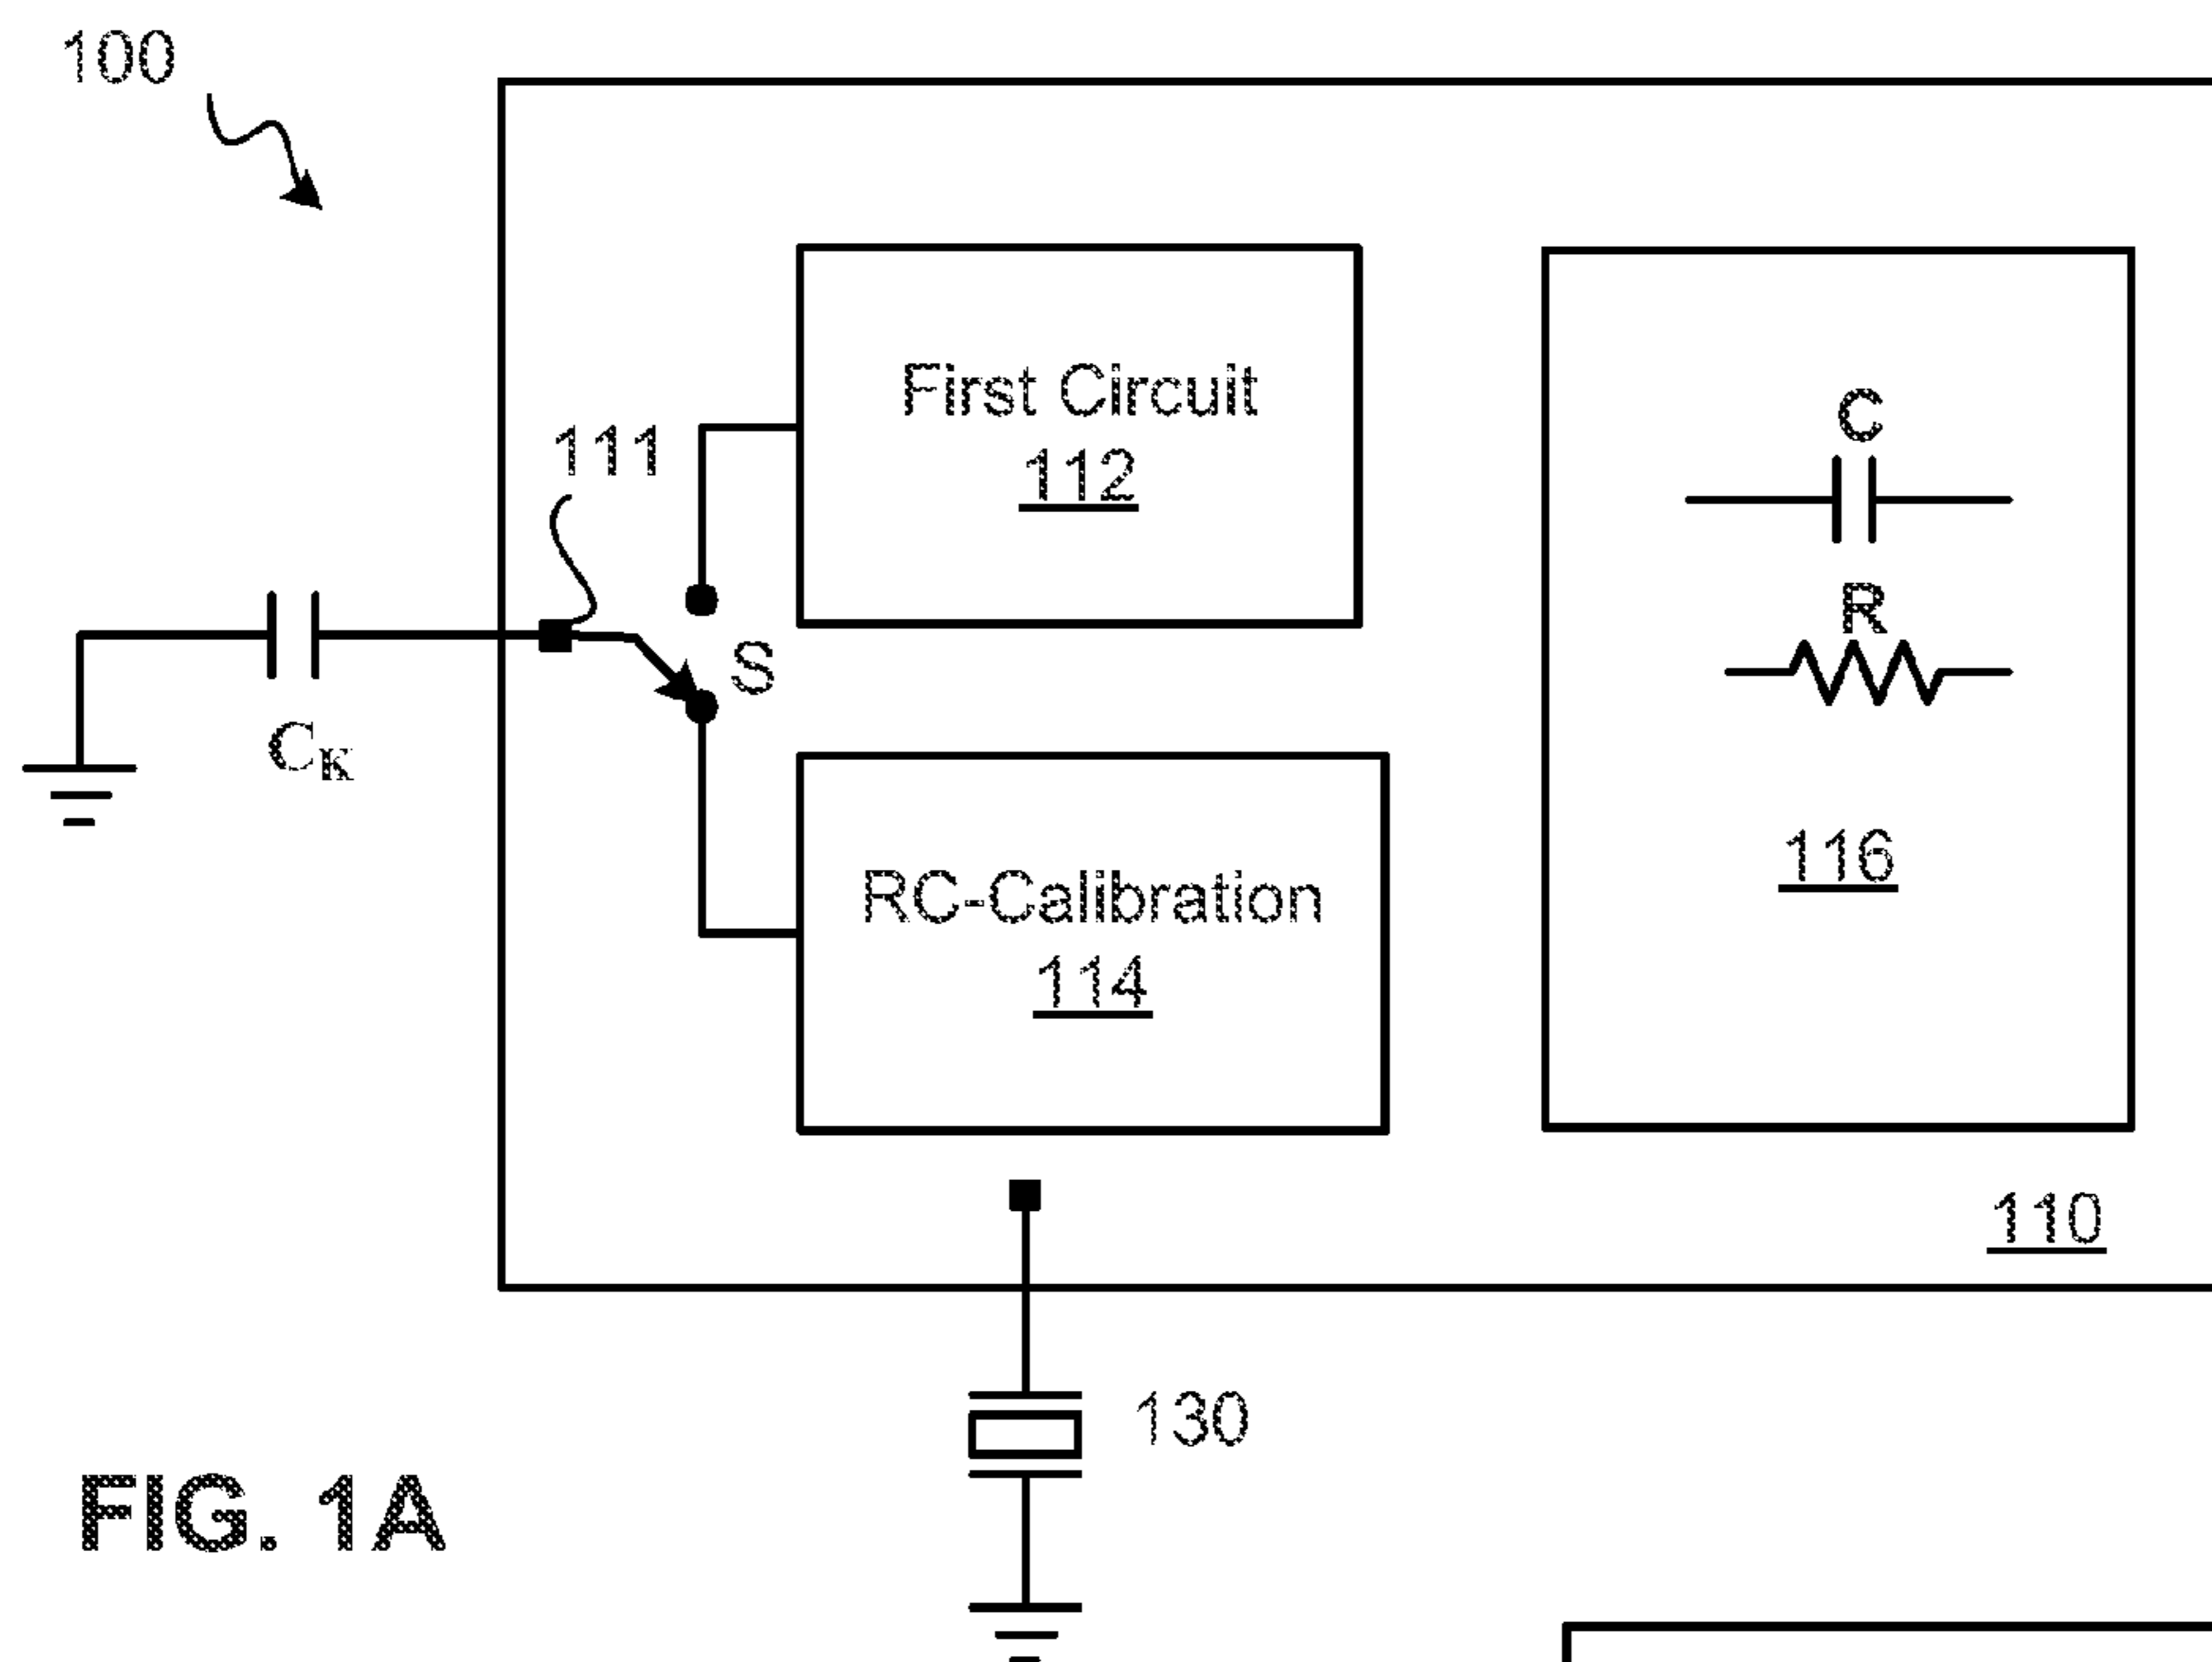 100
First Circuit
112
111
C
R
S
C_K
116
RC-Calibration
114
110
130
FIG. 1A